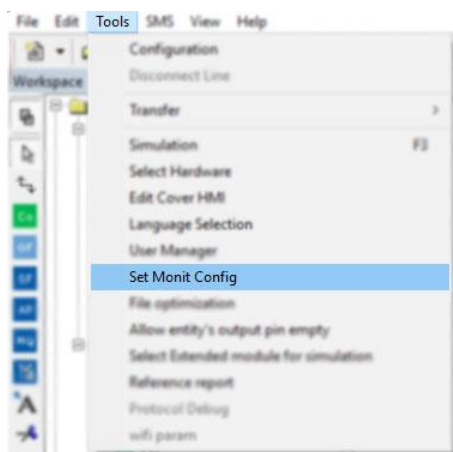 File Edit Tools SMS View Help
Workspace
Configuration
Disconnect Line
Transfer
Simulation F3
Select Hardware
Edit Cover HMI
Language Selection
User Manager
Set Monit Config
File optimization
Allow entity's output pin empty
Select Extended module for simulation
Reference report
Protocol Debug
wifi param